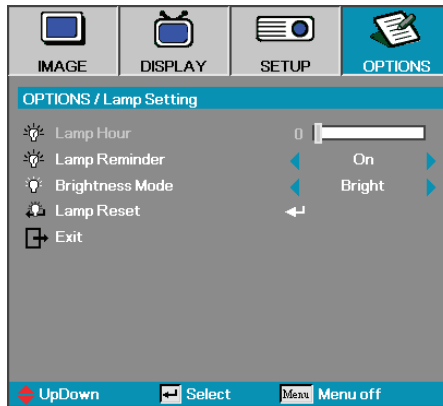 IMAGE DISPLAY SETUP OPTIONS
OPTIONS / Lamp Setting
Lamp Hour 0
Lamp Reminder On
Brightness Mode Bright
Lamp Reset
Exit
UpDown Select Menu Menu off